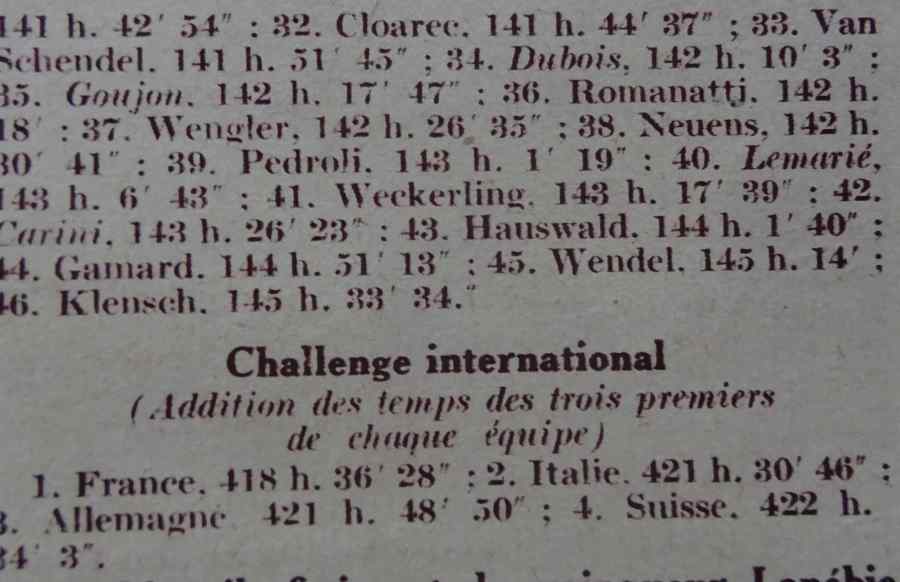 141 h. 42' 54" : 32. Cloarec. 141 h. 44' 37" ; 33. Van
Schendel. 141 h. 51' 45" ; 34. Dubois, 142 h. 10' 3" :
35. Goujon. 142 h. 17' 47" : 36. Romanatti. 142 h.
18' : 37. Wengler, 142 h. 26' 35" ; 38. Neuens, 142 h.
30' 41" : 39. Pedroli. 143 h. 1' 19" : 40. Lemarié,
143 h. 6' 43" : 41. Weckerling. 143 h. 17' 39" : 42.
Carini. 143 h. 26' 23" : 43. Hauswald. 144 h. 1' 40" ;
44. Gamard. 144 h. 51' 13" : 45. Wendel. 145 h. 14' ;
46. Klensch. 145 h. 33' 34."
Challenge international
(Addition des temps des trois premiers
de chaque équipe)
1. France. 418 h. 36' 28" : 2. Italie. 421 h. 30' 46" ;
3. Allemagne 421 h. 48' 50" ; 4. Suisse. 422 h.
34' 3".